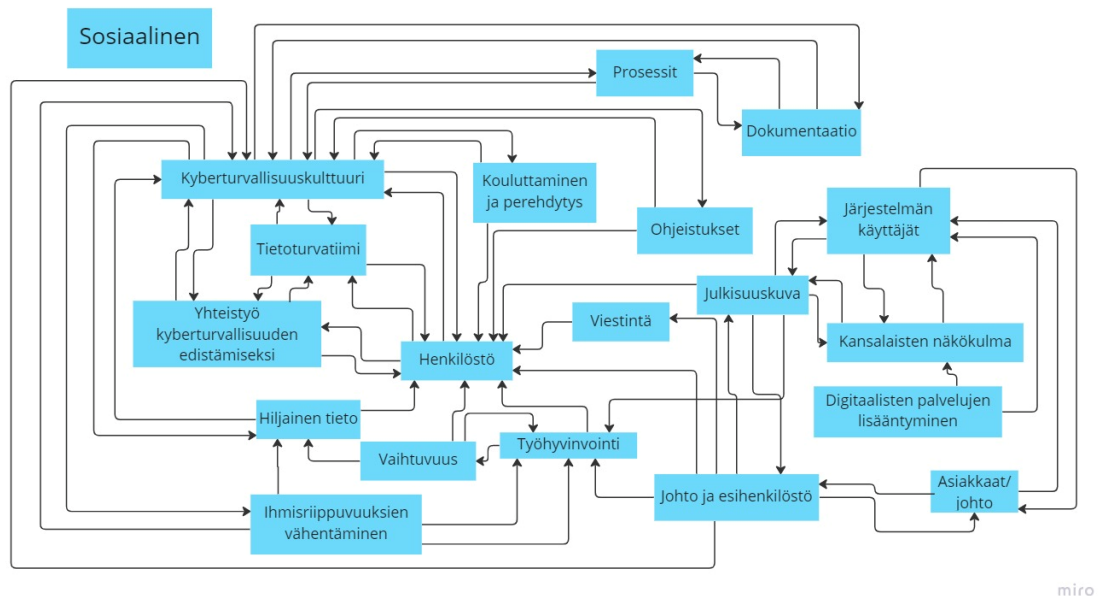 Sosiaalinen
Prosessit
Dokumentaatio
Kyberturvallisuuskulttuuri
Kouluttaminen
ja perehdytys
Ohjeistukset
Järjestelmän
käyttäjät
Tietoturvatiimi
Julkisuuskuva
Yhteistyö
kyberturvallisuuden
edistämiseksi
Viestintä
Kansalaisten näkökulma
Henkilöstö
Digitaalisten palvelujen
lisääntyminen
Hiljainen tieto
Vaihtuvuus
Työhyvinvointi
Johto ja esihenkilöstö
Asiakkaat/
johto
Ihmisriippuvuuksien
vähentäminen
miro